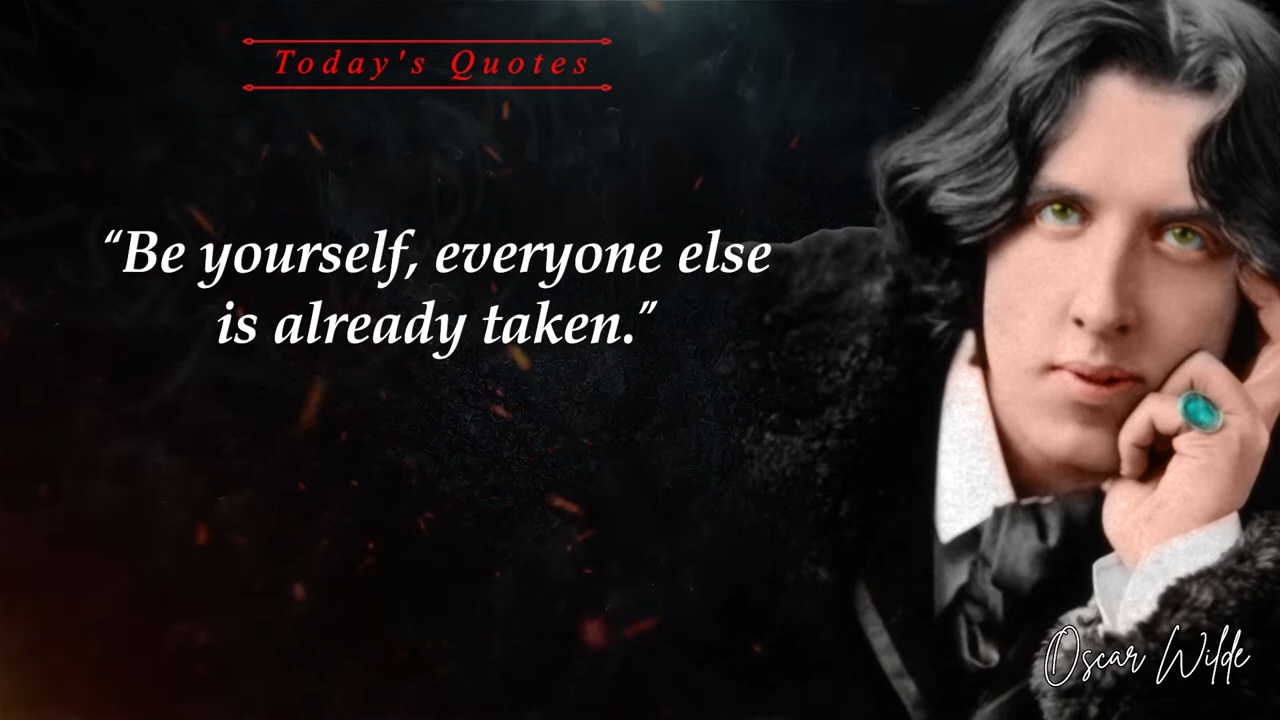 Today's Quotes
“Be yourself, everyone else
is already taken.”
Oscar Wilde